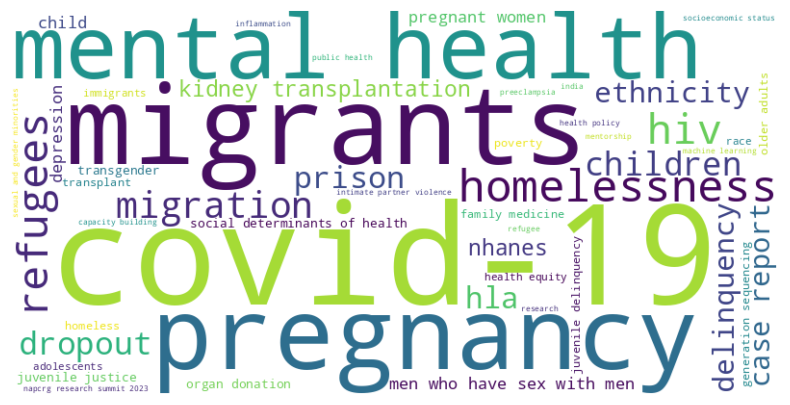 child
inflammation
pregnant women
socioeconomic status
mental health
public health
immigrants
kidney transplantation
preeclampsia
india
ethnicity
older adults
sexual and gender minorities
depression
migrants
health policy
hiv
race
refugees
poverty
mentorship
machine learning
transgender
transplant
prison
children
intimate partner violence
homelessness
migration
capacity building
social determinants of health
family medicine
refugee
covid-19
nhanes
health equity
juvenile delinquency
delinquency
generation sequencing
case report
hla
research
homeless
dropout
pregnancy
adolescents
juvenile justice
napcrg research summit 2023
organ donation
men who have sex with men